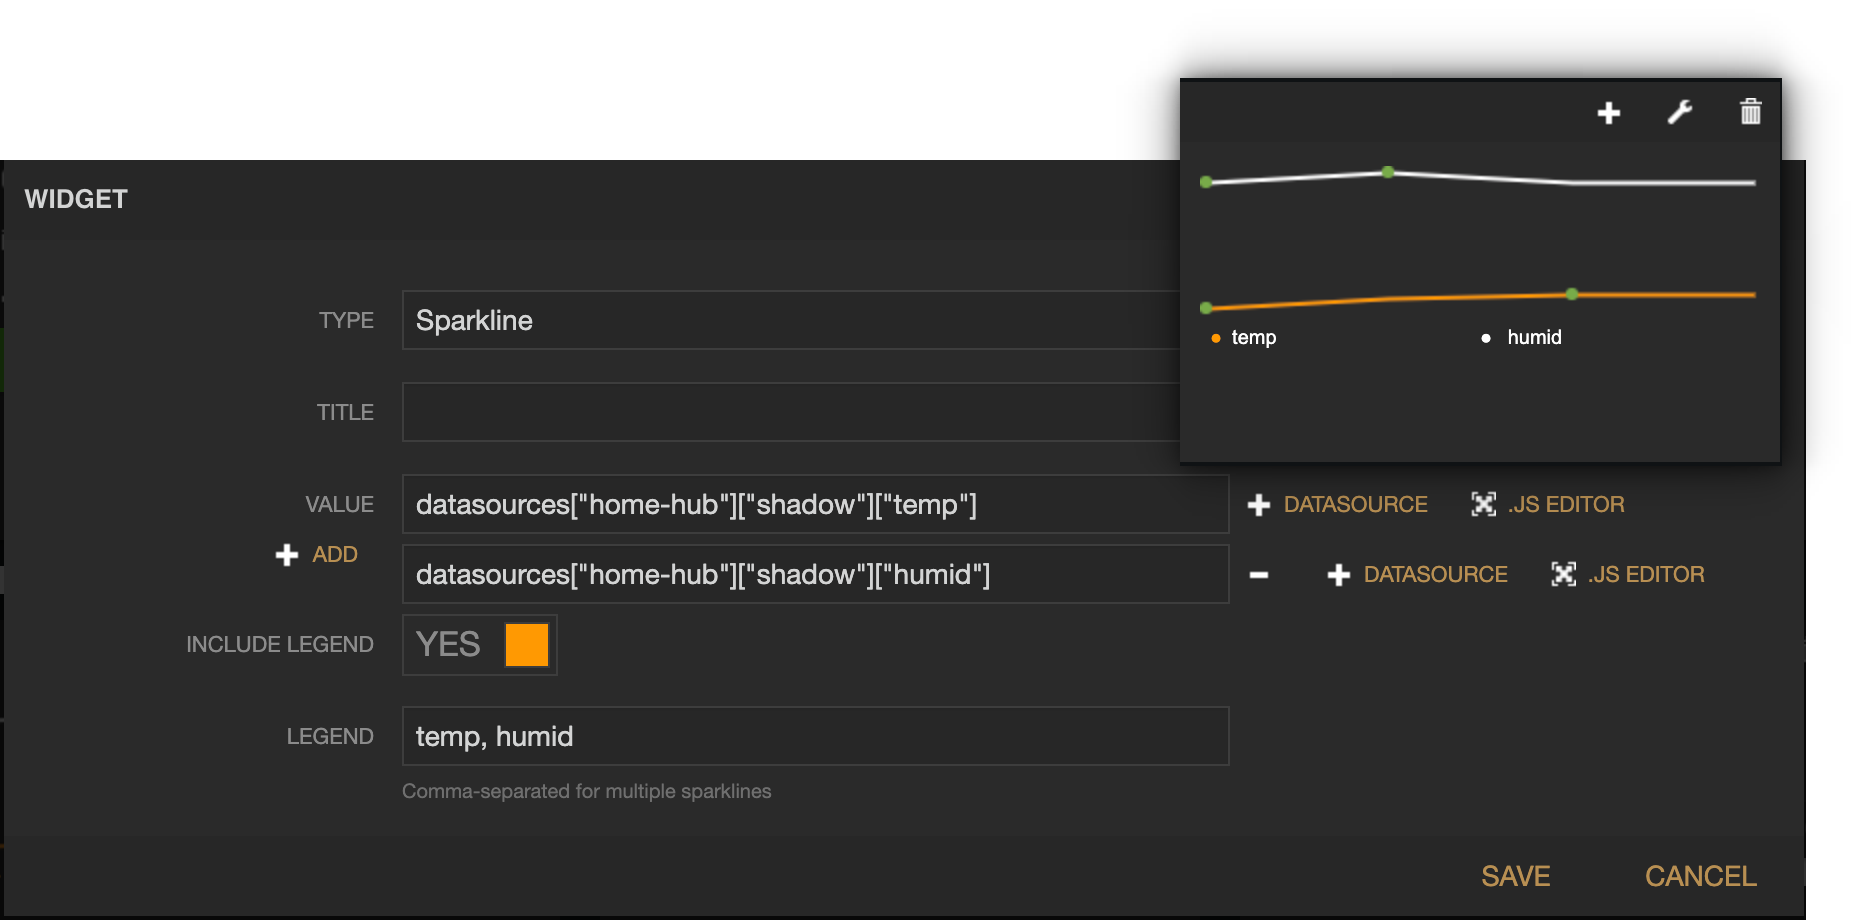 WIDGET
TYPE
Sparkline
TITLE
temp
humid
VALUE
datasources["home-hub"]["shadow"]["temp"]
DATASOURCE
.JS EDITOR
ADD
datasources["home-hub"]["shadow"]["humid"]
DATASOURCE
.JS EDITOR
INCLUDE LEGEND
YES
LEGEND
temp, humid
Comma-separated for multiple sparklines
SAVE
CANCEL